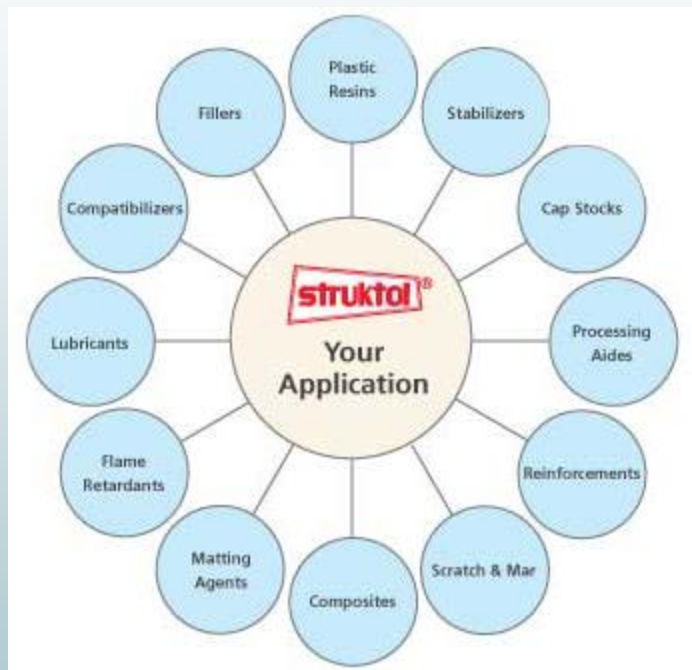 Plastic
Resins
Stabilizers
Cap Stocks
Processing
Aides
Reinforcements
Scratch & Mar
Composites
Matting
Agents
Flame
Retardants
Lubricants
Compatibilizers
Fillers
struktol®
Your
Application